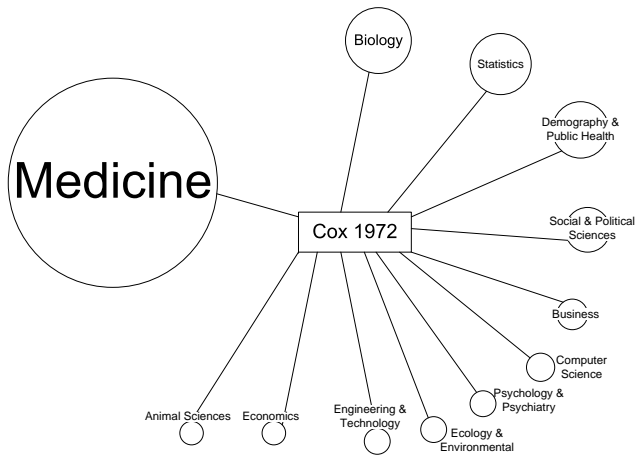 Biology
Statistics
Demography &
Public Health
Medicine
Social & Political
Sciences
Cox 1972
Business
Computer
Science
Psychology &
Psychiatry
Animal Sciences
Economics
Engineering &
Technology
Ecology &
Environmental